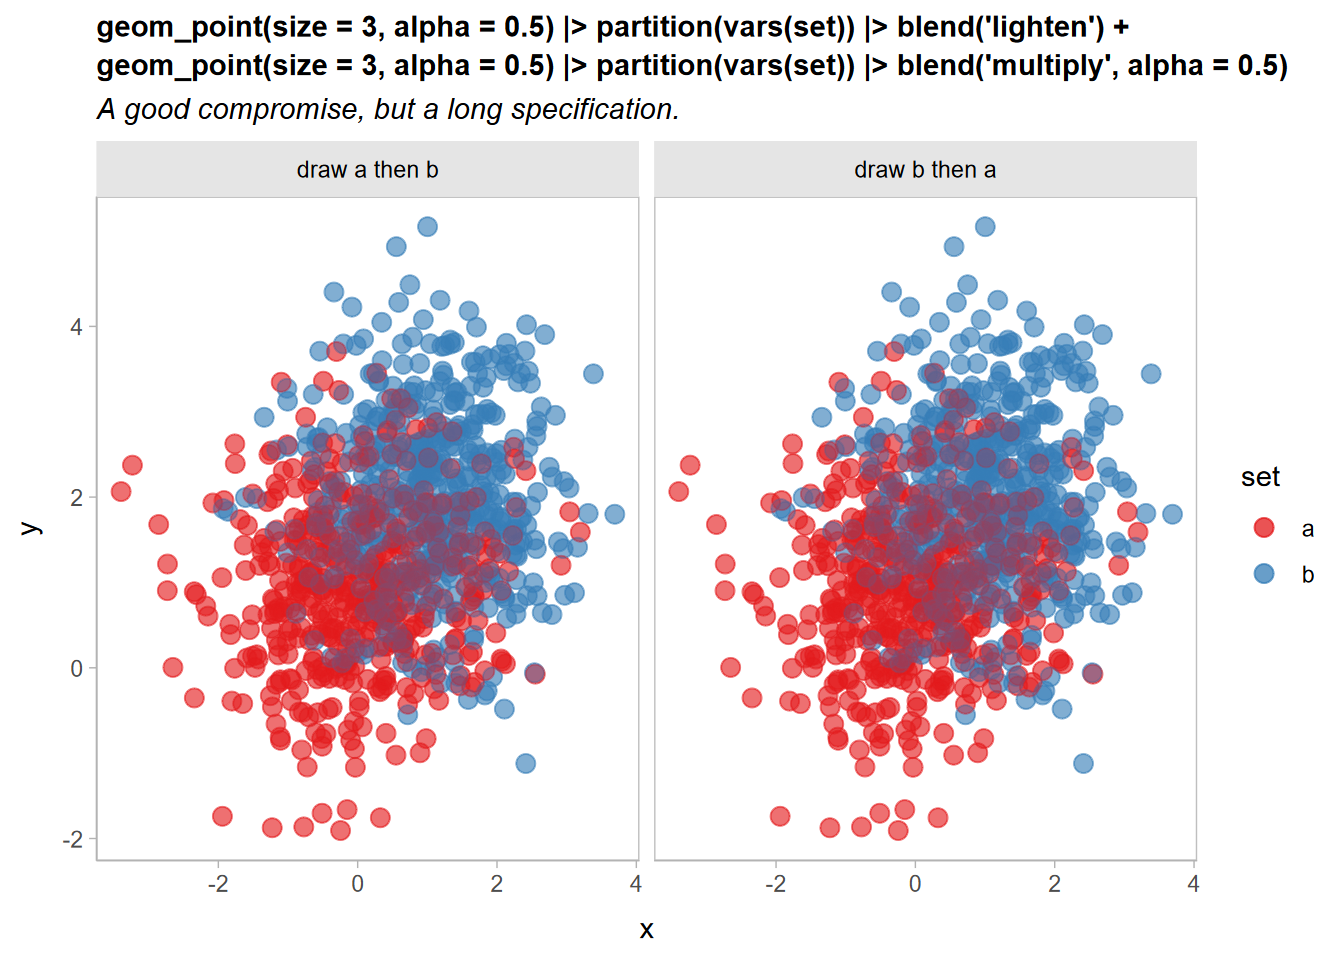 geom_point(size = 3, alpha = 0.5) |> partition(vars(set)) |> blend('lighten') +
geom_point(size = 3, alpha = 0.5) |> partition(vars(set)) |> blend('multiply', alpha = 0.5)
A good compromise, but a long specification.
draw a then b
draw b then a
4
2
0
-2
y
-2
0
2
4
-2
0
2
4
x
set
a
b